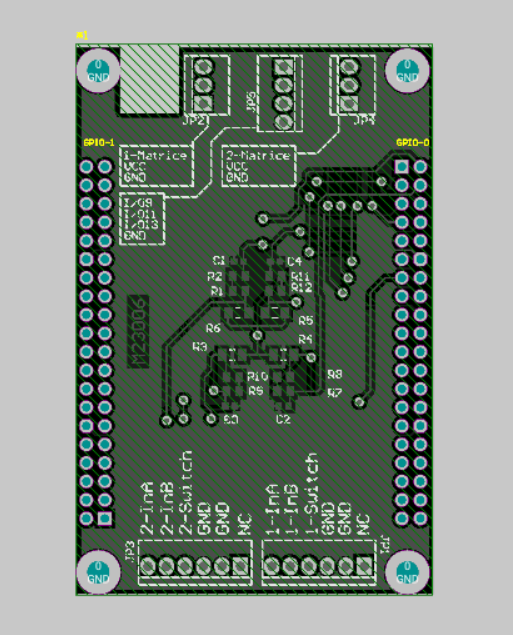 0
GND
0
GND
JP2
JP5
JP4
GPIO-1
GPIO-0
1-Matrice
VCC
GND
2-Matrice
VCC
GND
I/O9
I/O11
I/O13
GND
C1
C4
R2
R11
R12
R1
M23006
R5
R6
R4
R3
R10
R8
R9
R7
C2
2-InA
2-InB
2-Switch
GND
GND
NC
1-InA
1-InB
1-Switch
GND
GND
NC
JP3
JP1
0
GND
0
GND